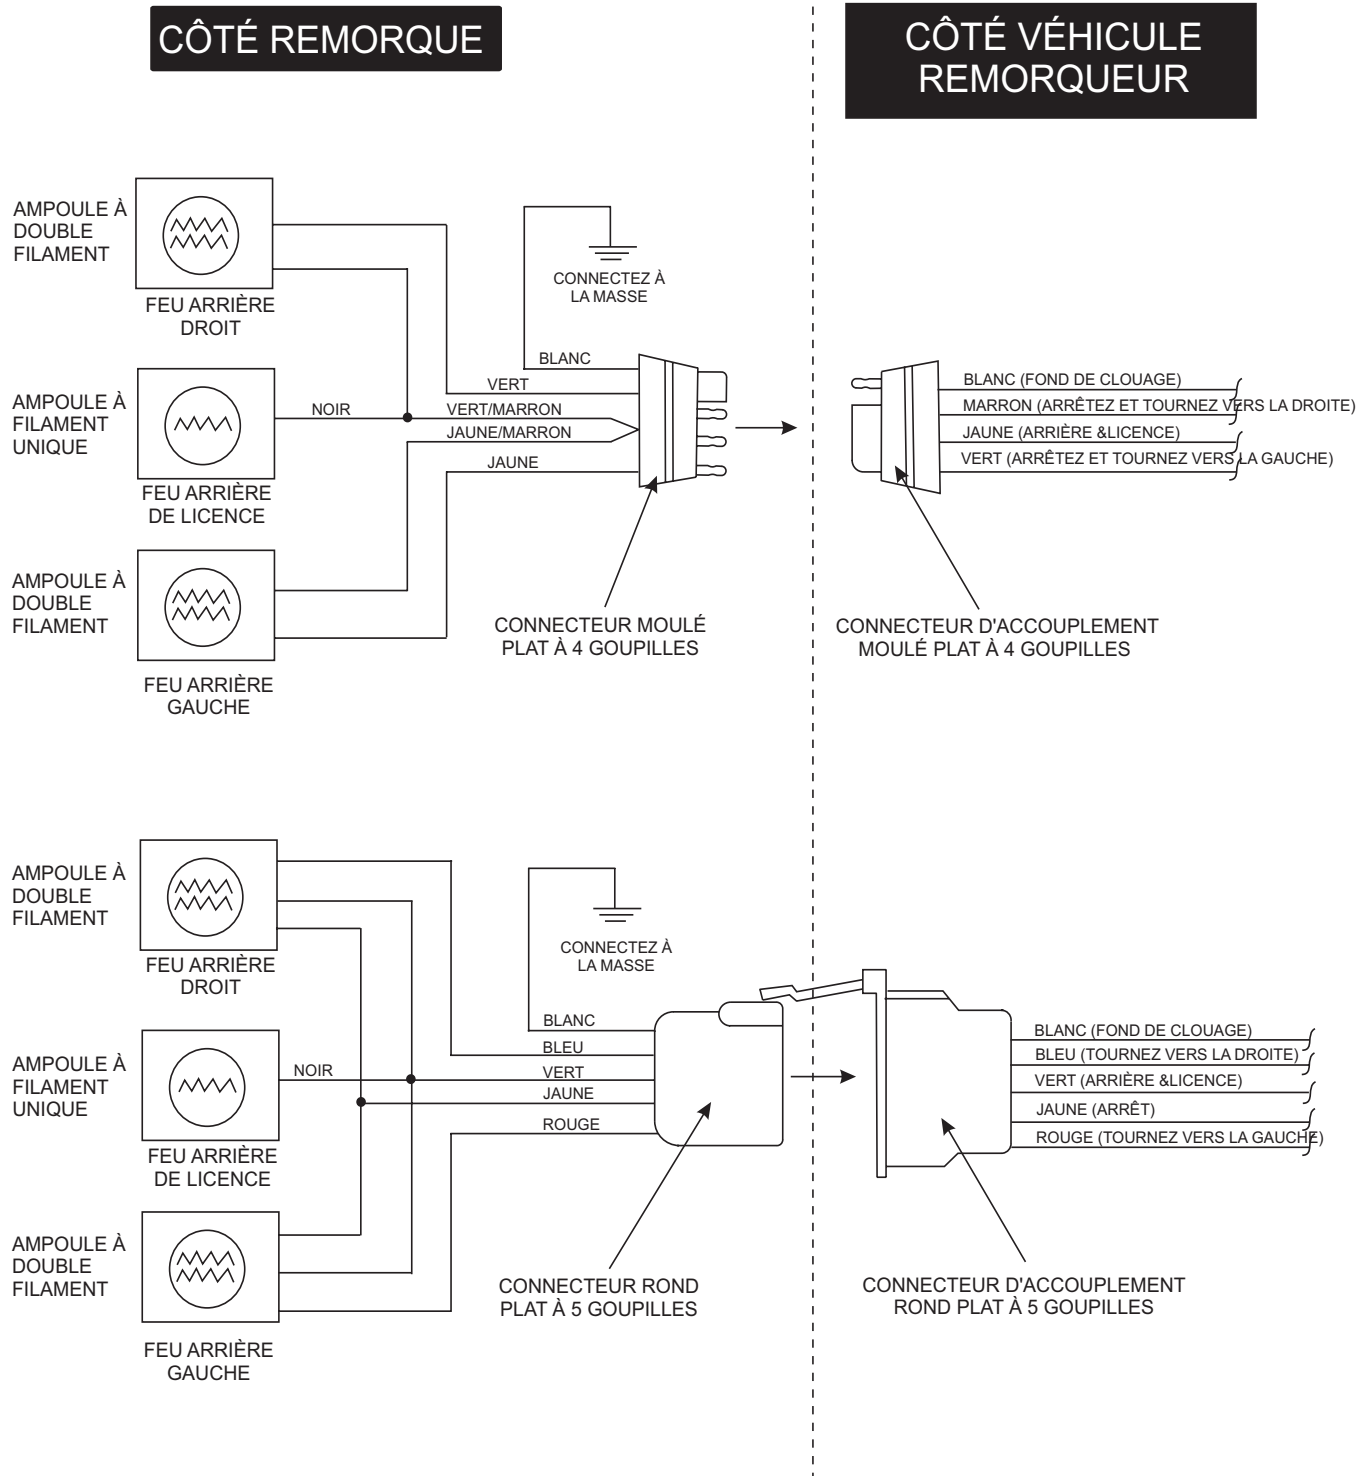 CÔTÉ REMORQUE
CÔTÉ VÉHICULE
REMORQUEUR
AMPOULE À
DOUBLE
FILAMENT
FEU ARRIÈRE
DROIT
CONNECTEZ À
LA MASSE
AMPOULE À
FILAMENT
UNIQUE
FEU ARRIÈRE
DE LICENCE
NOIR
BLANC
VERT
VERT/MARRON
JAUNE/MARRON
JAUNE
BLANC (FOND DE CLOUAGE)
MARRON (ARRÊTEZ ET TOURNEZ VERS LA DROITE)
JAUNE (ARRIÈRE &LICENCE)
VERT (ARRÊTEZ ET TOURNEZ VERS LA GAUCHE)
AMPOULE À
DOUBLE
FILAMENT
FEU ARRIÈRE
GAUCHE
CONNECTEUR MOULÉ
PLAT À 4 GOUPILLES
CONNECTEUR D'ACCOUPLEMENT
MOULÉ PLAT À 4 GOUPILLES
AMPOULE À
DOUBLE
FILAMENT
FEU ARRIÈRE
DROIT
CONNECTEZ À
LA MASSE
AMPOULE À
FILAMENT
UNIQUE
FEU ARRIÈRE
DE LICENCE
NOIR
BLANC
BLEU
VERT
JAUNE
ROUGE
BLANC (FOND DE CLOUAGE)
BLEU (TOURNEZ VERS LA DROITE)
VERT (ARRIÈRE &LICENCE)
JAUNE (ARRÊT)
ROUGE (TOURNEZ VERS LA GAUCHE)
AMPOULE À
DOUBLE
FILAMENT
FEU ARRIÈRE
GAUCHE
CONNECTEUR ROND
PLAT À 5 GOUPILLES
CONNECTEUR D'ACCOUPLEMENT
ROND PLAT À 5 GOUPILLES